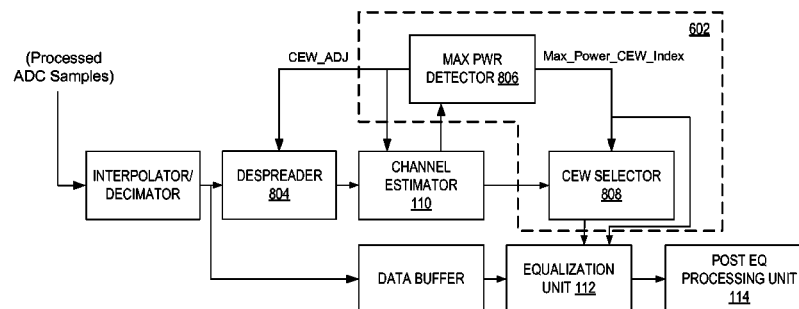 602
(Processed
ADC Samples)
CEW_ADJ
MAX PWR
DETECTOR 806
Max_Power_CEW_Index
INTERPOLATOR/
DECIMATOR
DESPREADER
804
CHANNEL
ESTIMATOR
110
CEW SELECTOR
808
DATA BUFFER
EQUALIZATION
UNIT 112
POST EQ
PROCESSING UNIT
114